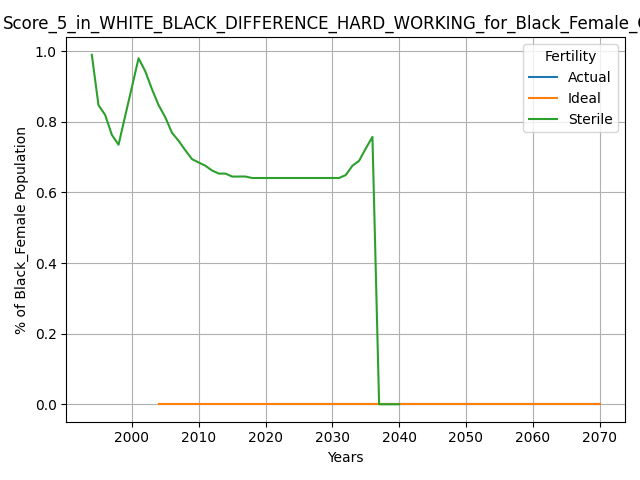 Score_5_in_WHITE_BLACK_DIFFERENCE_HARD_WORKING_for_Black_Female_
% of Black_Female Population
1.0
0.8
0.6
0.4
0.2
0.0
Fertility
Actual
Ideal
Sterile
2000 2010 2020 2030 2040 2050 2060 2070
Years